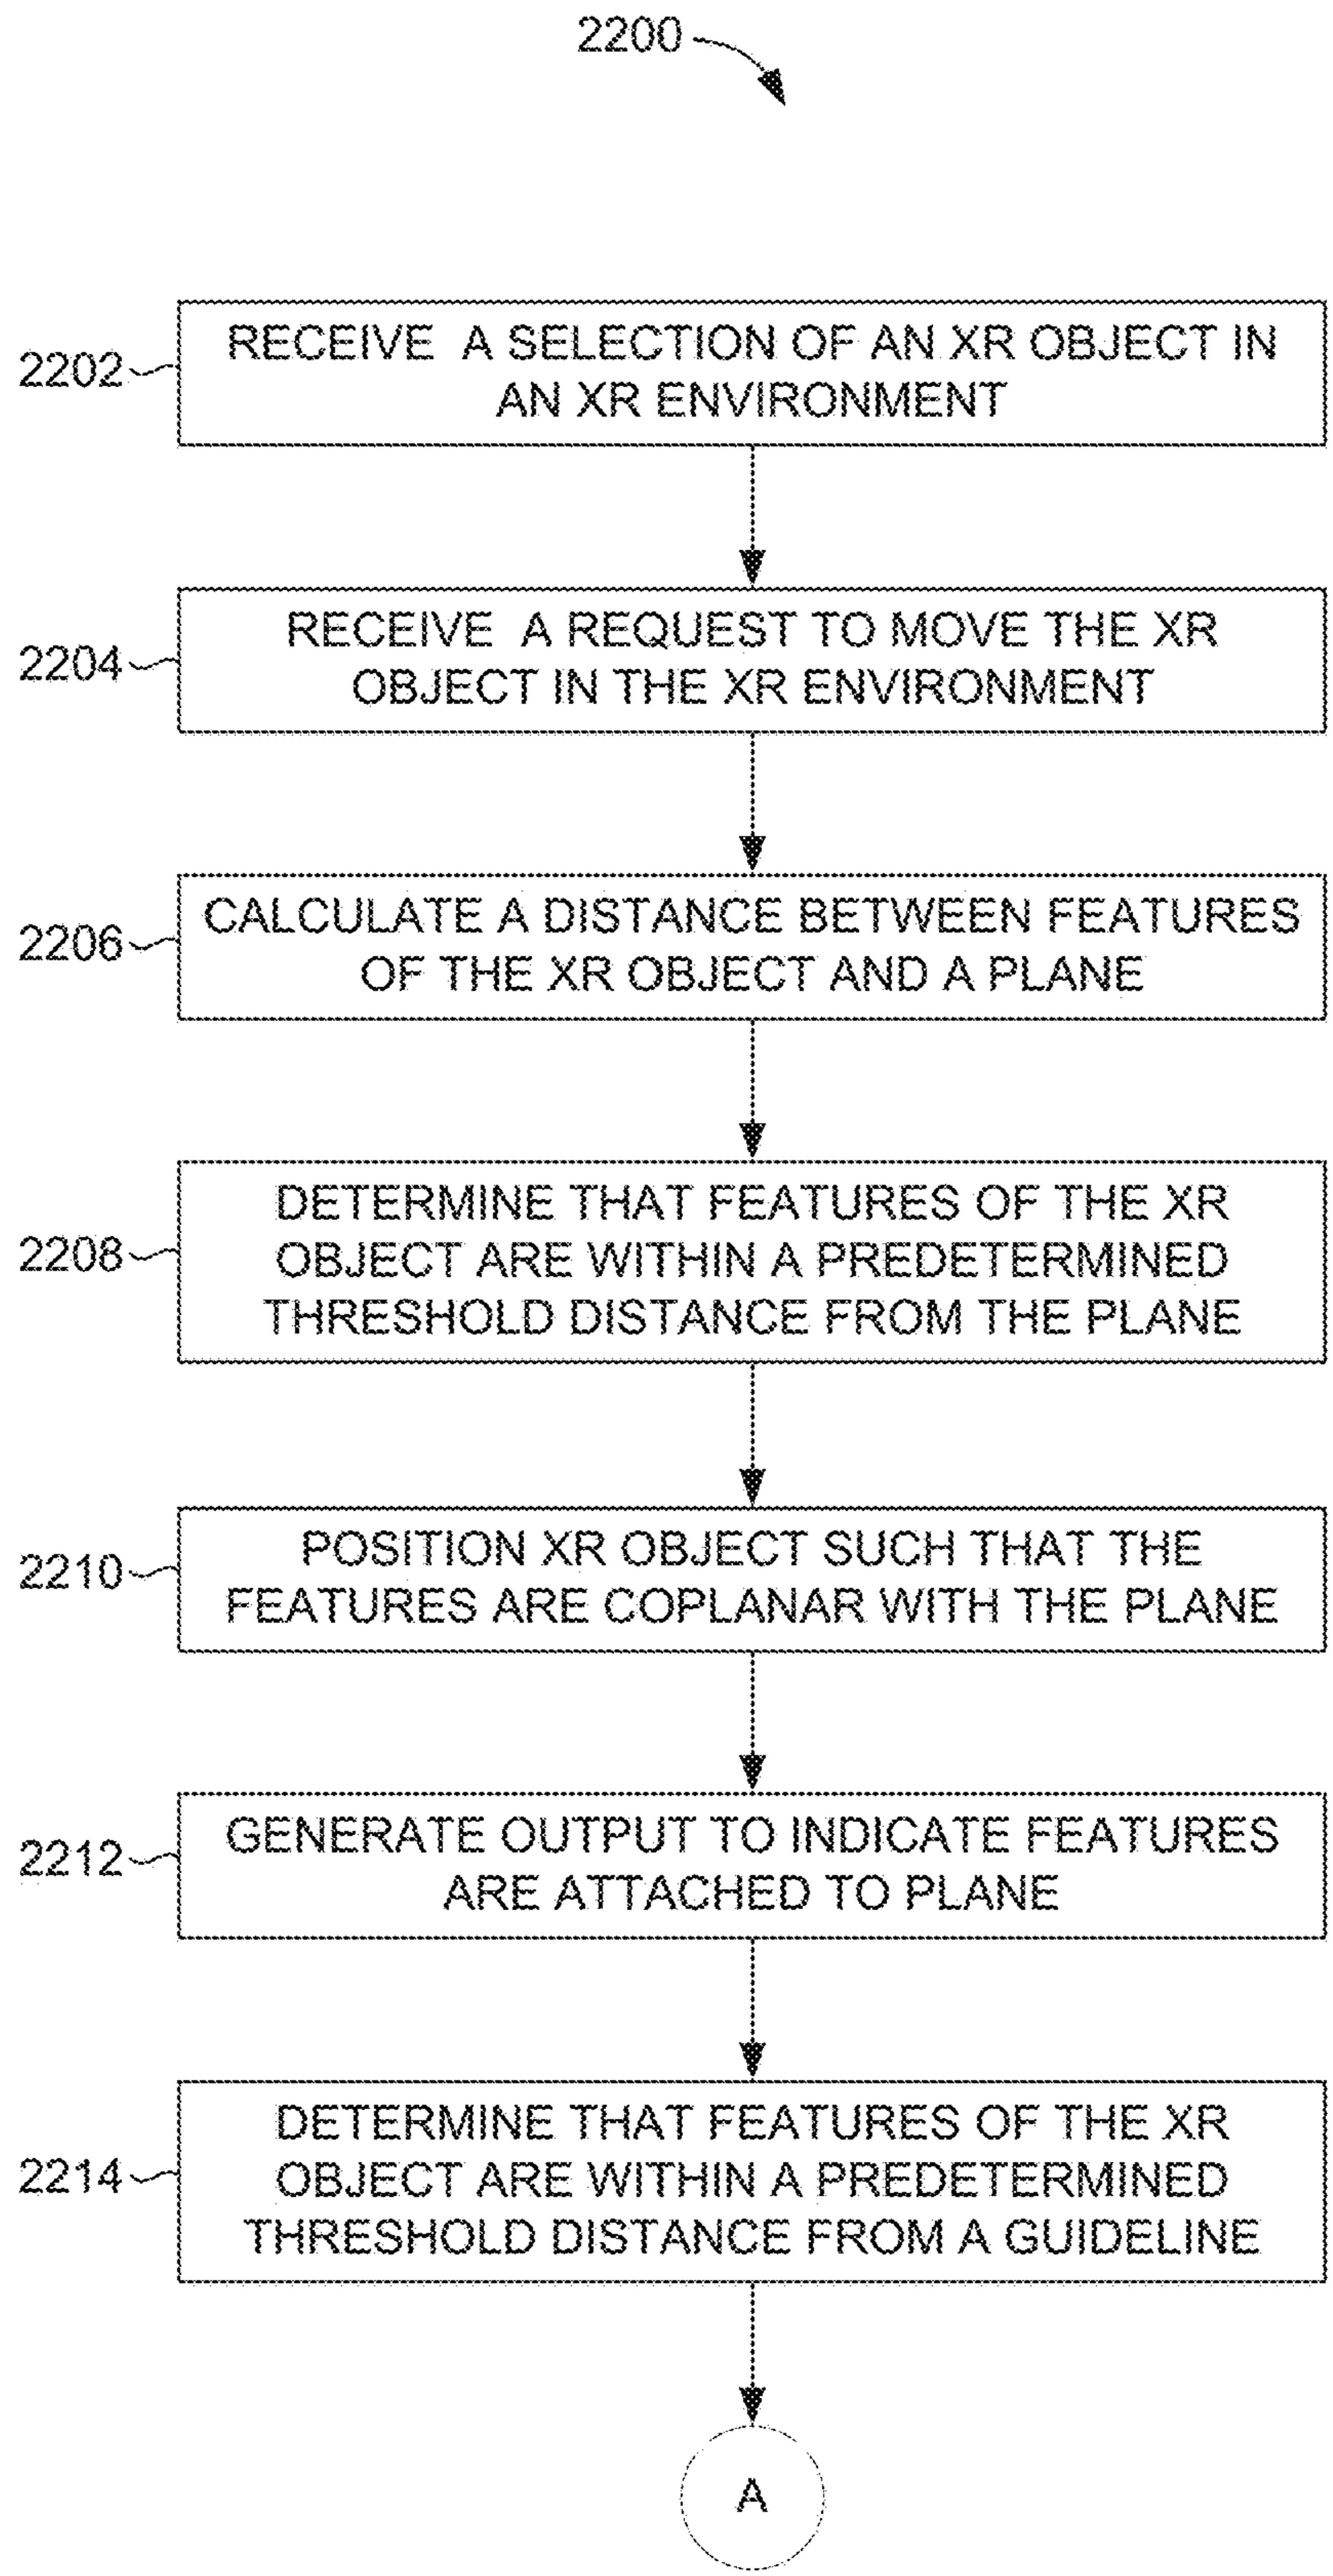 2200
2202
RECEIVE A SELECTION OF AN XR OBJECT IN
AN XR ENVIRONMENT
2204
RECEIVE A REQUEST TO MOVE THE XR
OBJECT IN THE XR ENVIRONMENT
2206
CALCULATE A DISTANCE BETWEEN FEATURES
OF THE XR OBJECT AND A PLANE
2208
DETERMINE THAT FEATURES OF THE XR
OBJECT ARE WITHIN A PREDETERMINED
THRESHOLD DISTANCE FROM THE PLANE
2210
POSITION XR OBJECT SUCH THAT THE
FEATURES ARE COPLANAR WITH THE PLANE
2212
GENERATE OUTPUT TO INDICATE FEATURES
ARE ATTACHED TO PLANE
2214
DETERMINE THAT FEATURES OF THE XR
OBJECT ARE WITHIN A PREDETERMINED
THRESHOLD DISTANCE FROM A GUIDELINE
A